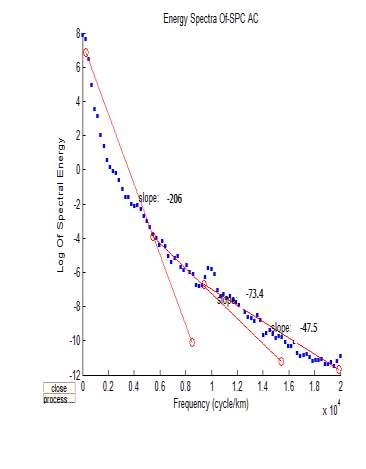 Energy Spectra Of-SPC AC
8
6
4
2
0
-2
-4
-6
-8
-10
-12
Log Of Spectral Energy
slope: -206
slope: -73.4
slope: -47.5
0 0.2 0.4 0.6 0.8 1 1.2 1.4 1.6 1.8 2
x 10^4
Frequency (cycle/km)
close
process...